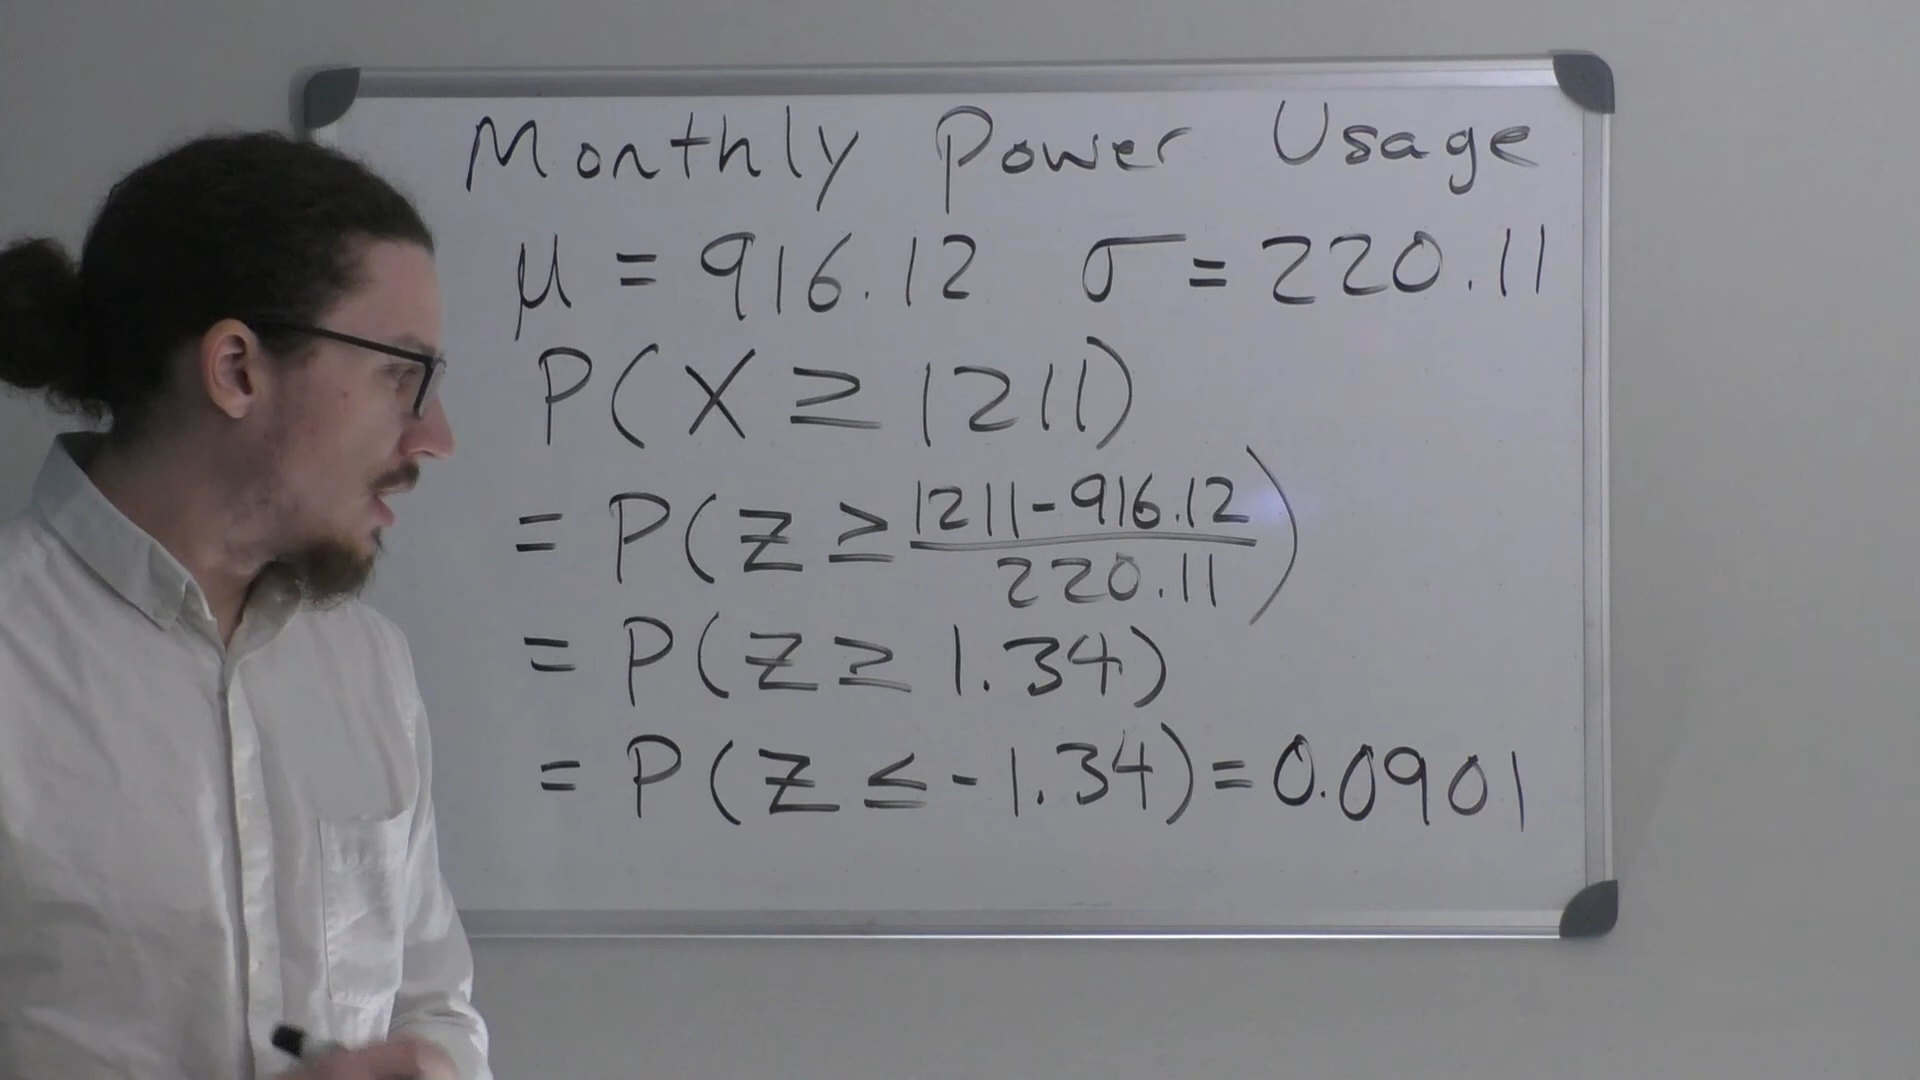 Monthly Power Usage
μ = 916.12 σ = 220.11
P(X ≥ 1211)
= P(Z ≥ (1211-916.12)/220.11)
= P(Z ≥ 1.34)
= P(Z ≤ -1.34) = 0.0901